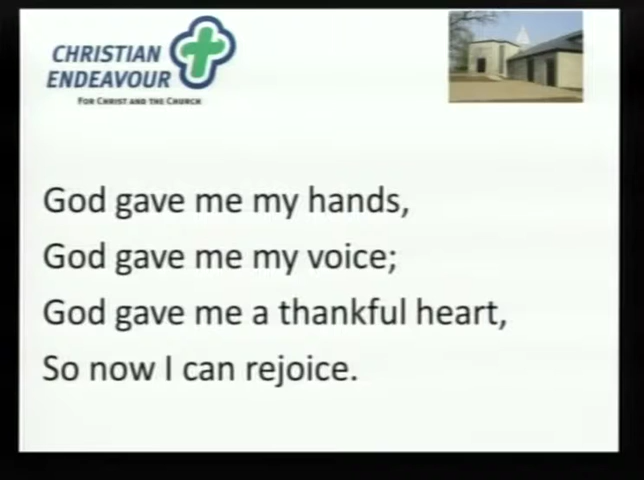 CHRISTIAN
ENDEAVOUR
FOR CHRIST AND THE CHURCH
God gave me my hands,
God gave me my voice;
God gave me a thankful heart,
So now I can rejoice.